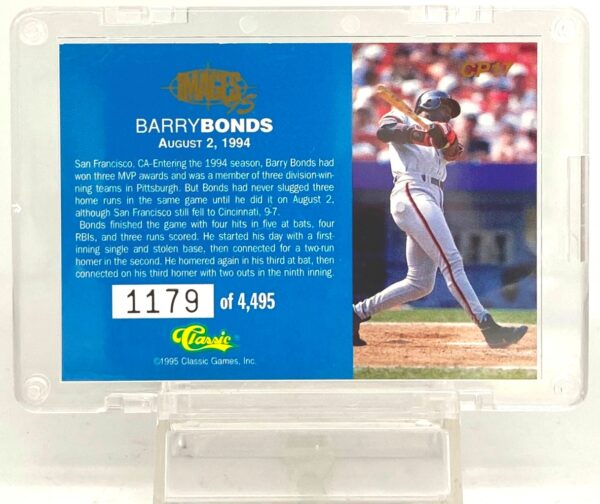 IMAGES
95
BARRY BONDS
AUGUST 2, 1994
San Francisco, CA-Entering the 1994 season, Barry Bonds had
won three MVP awards and was a member of three division-win-
ning teams in Pittsburgh. But Bonds had never slugged three
home runs in the same game until he did it on August 2,
although San Francisco still fell to Cincinnati, 9-7.
Bonds finished the game with four hits in five at bats, four
RBIs, and three runs scored. He started his day with a first-
inning single and stolen base, then connected for a two-run
homer in the second. He homered again in his third at bat, then
connected on his third homer with two outs in the ninth inning.
1179 of 4,495
Classic
©1995 Classic Games, Inc.